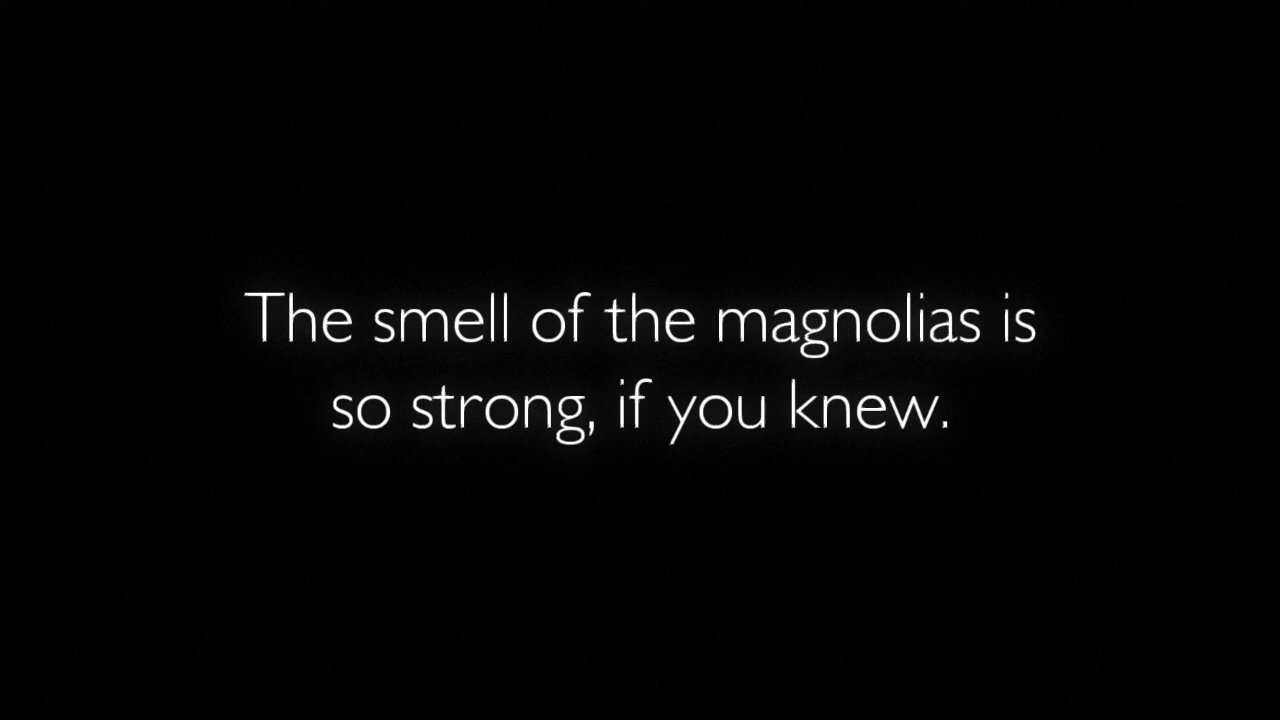 The smell of the magnolias is
so strong, if you knew.